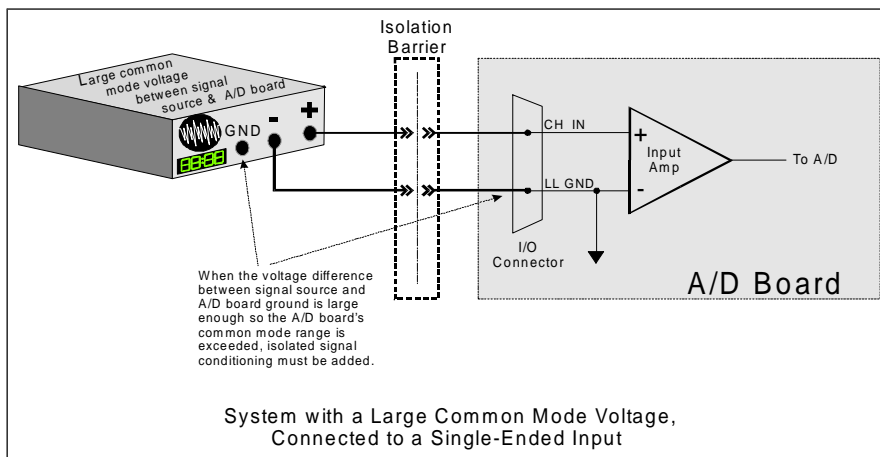 Isolation
Barrier
Large common
mode voltage
between signal
source & A/D board
GND
-
+
88:88
CH IN
+
Input
Amp
To A/D
LL GND
-
I/O
Connector
A/D Board
When the voltage difference
between signal source and
A/D board ground is large
enough so the A/D board's
common mode range is
exceeded, isolated signal
conditioning must be added.
System with a Large Common Mode Voltage,
Connected to a Single-Ended Input